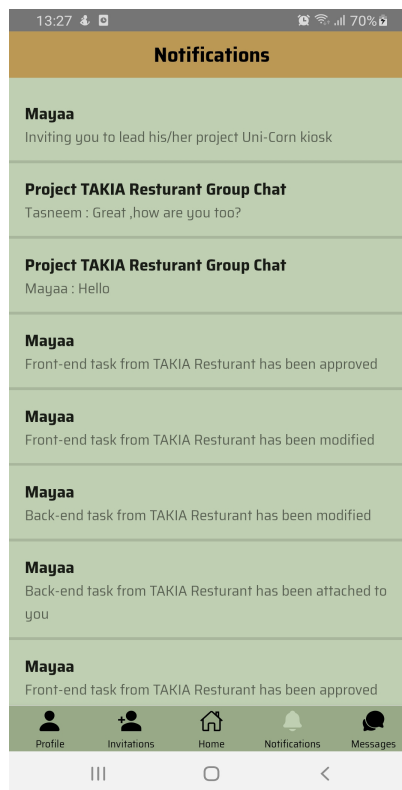 13:27
70%
Notifications
Mayaa
Inviting you to lead his/her project Uni-Corn kiosk
Project TAKIA Resturant Group Chat
Tasneem : Great ,how are you too?
Project TAKIA Resturant Group Chat
Mayaa : Hello
Mayaa
Front-end task from TAKIA Resturant has been approved
Mayaa
Front-end task from TAKIA Resturant has been modified
Mayaa
Back-end task from TAKIA Resturant has been modified
Mayaa
Back-end task from TAKIA Resturant has been attached to
you
Mayaa
Front-end task from TAKIA Resturant has been approved
Profile
Invitations
Home
Notifications
Messages